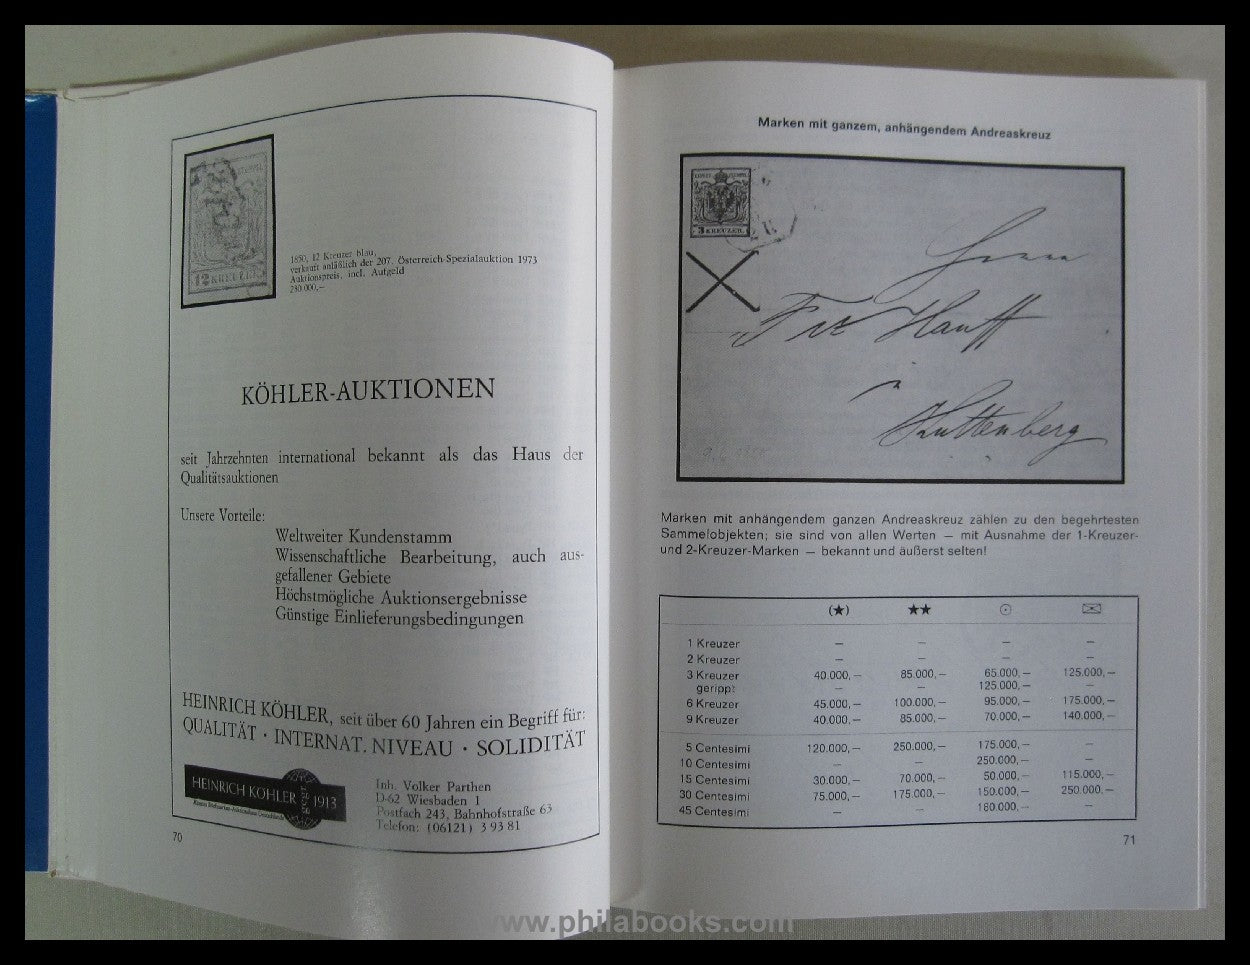 12 KREUZER
1850, 12 Kreuzer blau,
verkauft anläßlich der 207. Österreich-Spezialauktion 1973
Auktionspreis, incl. Aufgeld
230.000,–
KÖHLER-AUKTIONEN
seit Jahrzehnten international bekannt als das Haus der
Qualitätsauktionen
Unsere Vorteile:
Weltweiter Kundenstamm
Wissenschaftliche Bearbeitung, auch aus-
gefallener Gebiete
Höchstmögliche Auktionsergebnisse
Günstige Einlieferungsbedingungen
HEINRICH KÖHLER, seit über 60 Jahren ein Begriff für:
QUALITÄT · INTERNAT. NIVEAU · SOLIDITÄT
HEINRICH KÖHLER 1913
Inh. Volker Parthen
D-62 Wiesbaden 1
Postfach 243, Bahnhofstraße 63
Telefon: (06121) 3 93 81
70
Marken mit ganzem, anhängendem Andreaskreuz
3 KREUZER
Herrn
Hauff
Kuttenberg
Marken mit anhängendem ganzen Andreaskreuz zählen zu den begehrtesten
Sammelobjekten; sie sind von allen Werten – mit Ausnahme der 1-Kreuzer-
und 2-Kreuzer-Marken – bekannt und äußerst selten!
(★) ★★ ⊙ ✉
1 Kreuzer – – – –
2 Kreuzer – – – –
3 Kreuzer 40.000,– 85.000,– 65.000,– 125.000,–
gerippt – – 125.000,– –
6 Kreuzer 45.000,– 100.000,– 95.000,– 175.000,–
9 Kreuzer 40.000,– 85.000,– 70.000,– 140.000,–
5 Centesimi 120.000,– 250.000,– 175.000,– –
10 Centesimi – – 250.000,– –
15 Centesimi 30.000,– 70.000,– 50.000,– 115.000,–
30 Centesimi 75.000,– 175.000,– 150.000,– 250.000,–
45 Centesimi – – 180.000,– –
71
www.philabooks.com